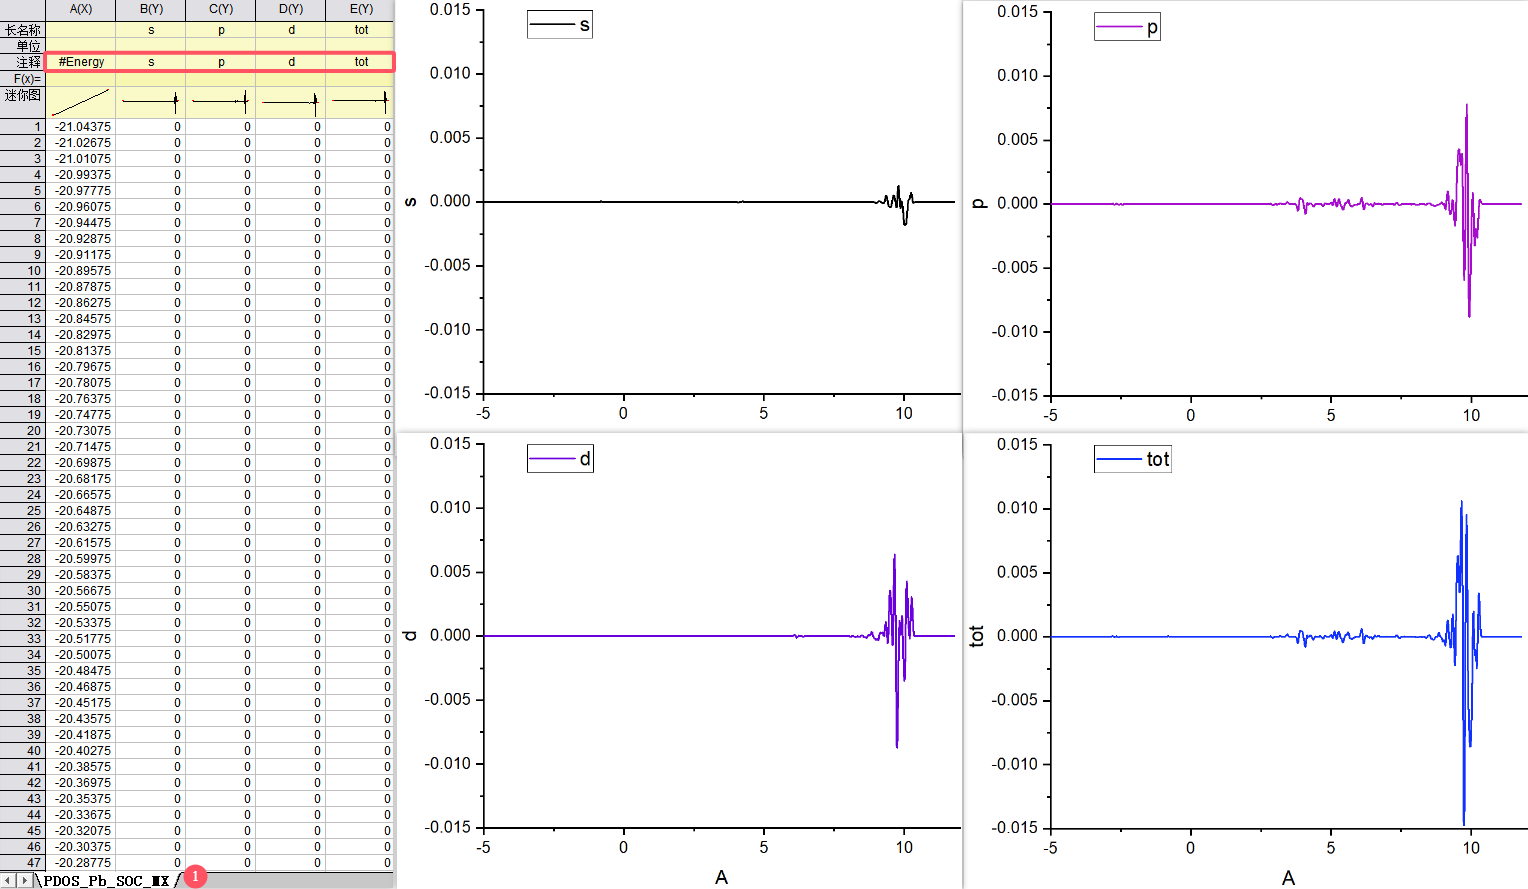 A(X) B(Y) C(Y) D(Y) E(Y)
长名称 s p d tot
单位
注释 #Energy s p d tot
F(x)=
迷你图
1 -21.04375 0 0 0 0
2 -21.02675 0 0 0 0
3 -21.01075 0 0 0 0
4 -20.99375 0 0 0 0
5 -20.97775 0 0 0 0
6 -20.96075 0 0 0 0
7 -20.94475 0 0 0 0
8 -20.92875 0 0 0 0
9 -20.91175 0 0 0 0
10 -20.89575 0 0 0 0
11 -20.87875 0 0 0 0
12 -20.86275 0 0 0 0
13 -20.84575 0 0 0 0
14 -20.82975 0 0 0 0
15 -20.81375 0 0 0 0
16 -20.79675 0 0 0 0
17 -20.78075 0 0 0 0
18 -20.76375 0 0 0 0
19 -20.74775 0 0 0 0
20 -20.73075 0 0 0 0
21 -20.71475 0 0 0 0
22 -20.69875 0 0 0 0
23 -20.68175 0 0 0 0
24 -20.66575 0 0 0 0
25 -20.64875 0 0 0 0
26 -20.63275 0 0 0 0
27 -20.61575 0 0 0 0
28 -20.59975 0 0 0 0
29 -20.58375 0 0 0 0
30 -20.56675 0 0 0 0
31 -20.55075 0 0 0 0
32 -20.53375 0 0 0 0
33 -20.51775 0 0 0 0
34 -20.50075 0 0 0 0
35 -20.48475 0 0 0 0
36 -20.46875 0 0 0 0
37 -20.45175 0 0 0 0
38 -20.43575 0 0 0 0
39 -20.41875 0 0 0 0
40 -20.40275 0 0 0 0
41 -20.38575 0 0 0 0
42 -20.36975 0 0 0 0
43 -20.35375 0 0 0 0
44 -20.33675 0 0 0 0
45 -20.32075 0 0 0 0
46 -20.30375 0 0 0 0
47 -20.28775 0 0 0 0
PDOS_Pb_SOC_MX
1
s
0.015
0.010
0.005
0.000
-0.005
-0.010
-0.015
s
-5 0 5 10
p
0.015
0.010
0.005
0.000
-0.005
-0.010
-0.015
p
-5 0 5 10
d
0.015
0.010
0.005
0.000
-0.005
-0.010
-0.015
d
-5 0 5 10
A
tot
0.015
0.010
0.005
0.000
-0.005
-0.010
-0.015
tot
-5 0 5 10
A